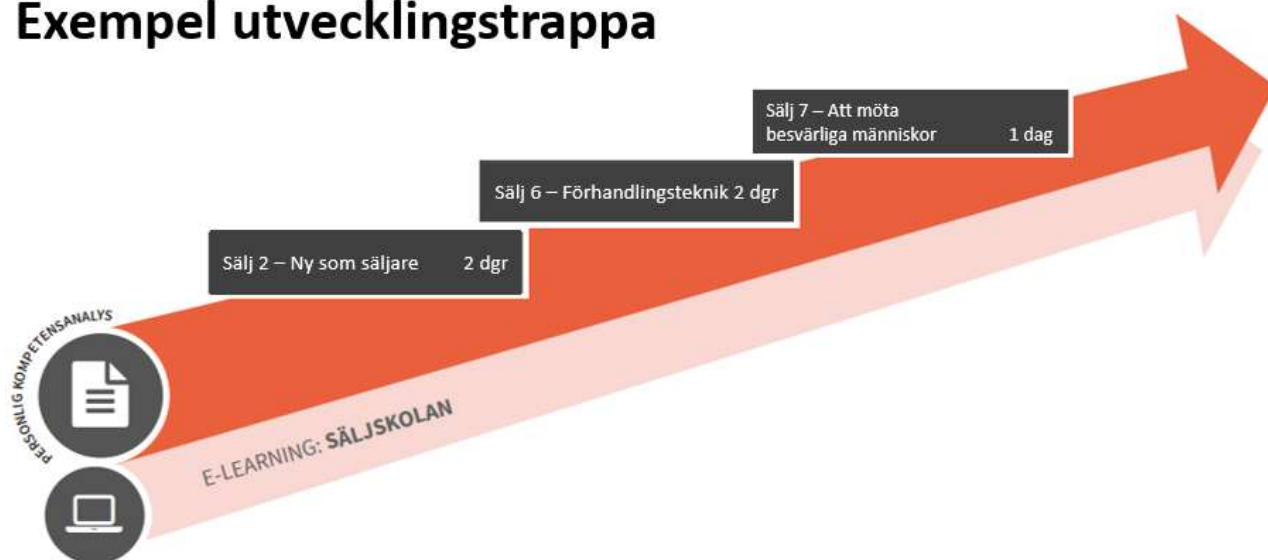 Exempel utvecklingstrappa
Sälj 7 – Att möta
besvärliga människor 1 dag
Sälj 6 – Förhandlingsteknik 2 dgr
Sälj 2 – Ny som säljare 2 dgr
PERSONLIG KOMPETENSANALYS
E-LEARNING: SÄLJSKOLAN